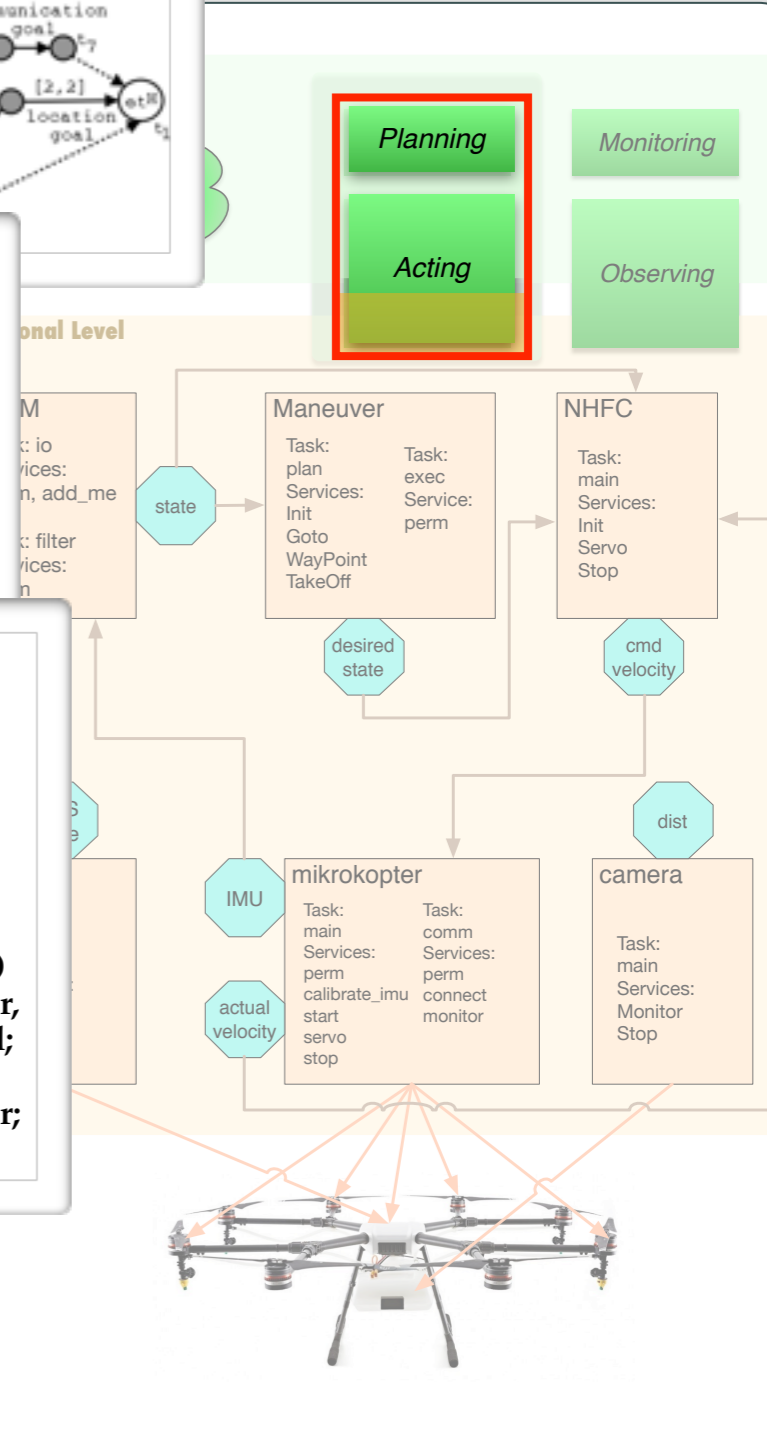 goal
t7
[2,2]
location
goal
Planning
Monitoring
Acting
Observing
onal Level
M
k: io
vices:
m, add_me
k: filter
vices:
state
Maneuver
Task:
plan
Services:
Init
Goto
WayPoint
TakeOff
Task:
exec
Service:
perm
NHFC
Task:
main
Services:
Init
Servo
Stop
desired
state
cmd
velocity
S
e
dist
IMU
mikrokopter
Task:
main
Services:
perm
calibrate_imu
start
servo
stop
Task:
comm
Services:
perm
connect
monitor
camera
Task:
main
Services:
Monitor
Stop
actual
velocity
)
r,
l;
r;